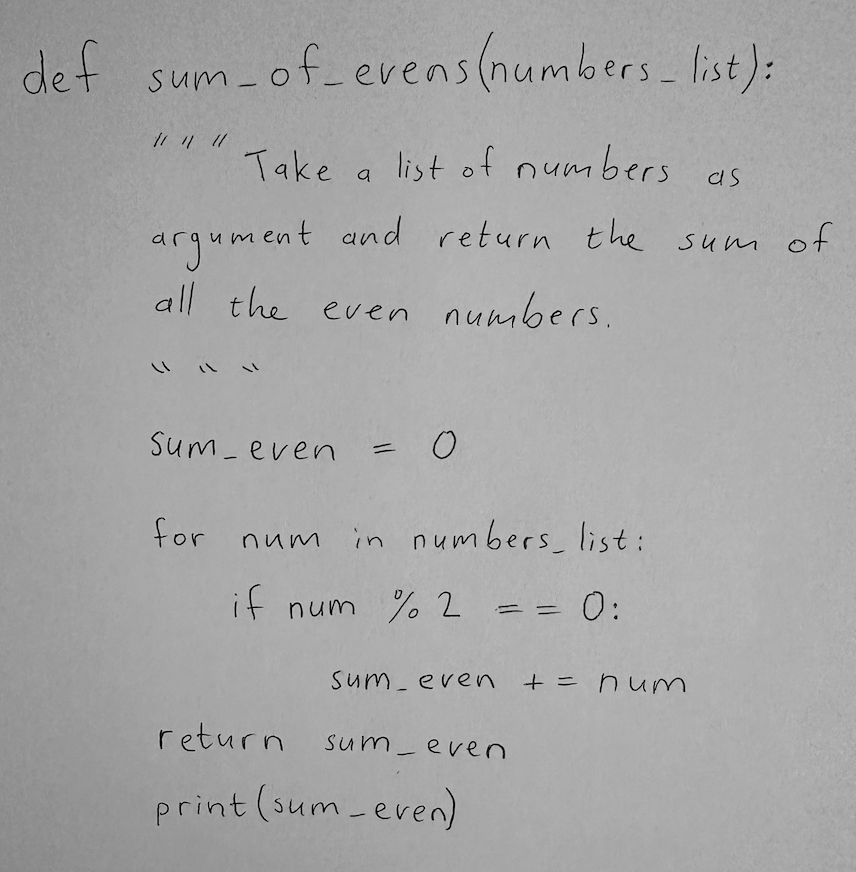 def sum_of_evens(numbers_list):
    """ Take a list of numbers as
    argument and return the sum of
    all the even numbers.
    """
    sum_even = 0
    for num in numbers_list:
        if num % 2 == 0:
            sum_even += num
    return sum_even
    print(sum_even)